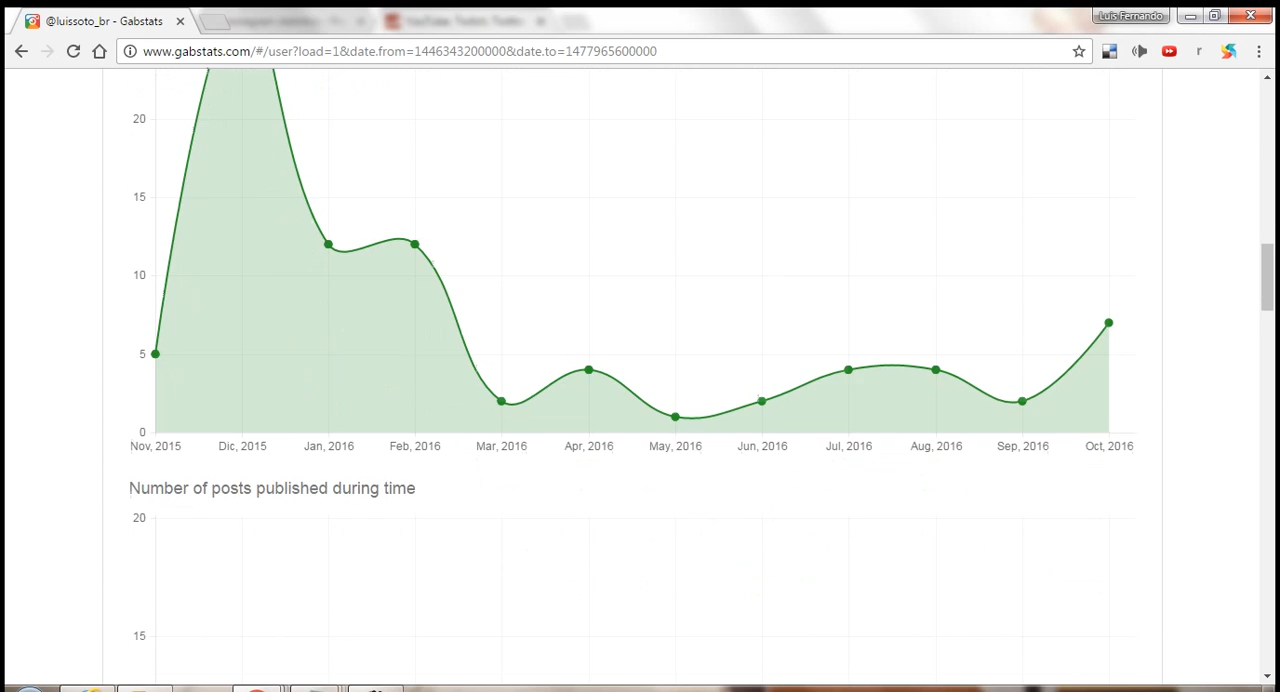 @luissoto_br - Gabstats
Luis Fernando
www.gabstats.com/#/user?load=1&date.from=1446343200000&date.to=1477965600000
r
20
15
10
5
0
Nov, 2015 Dic, 2015 Jan, 2016 Feb, 2016 Mar, 2016 Apr, 2016 May, 2016 Jun, 2016 Jul, 2016 Aug, 2016 Sep, 2016 Oct, 2016
Number of posts published during time
20
15